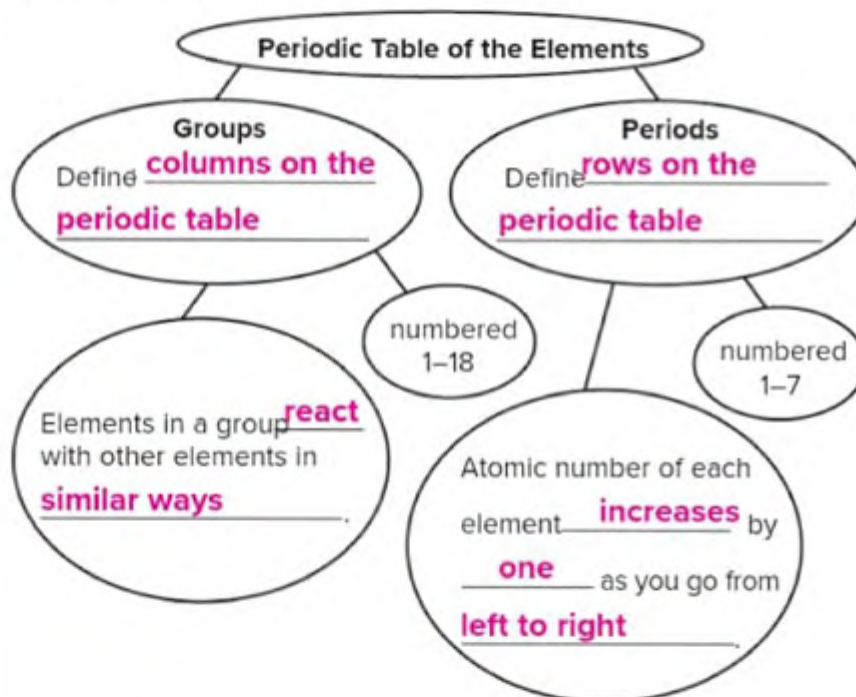 Periodic Table of the Elements
Groups
Define columns on the
periodic table
Periods
Define rows on the
periodic table
numbered
1–18
numbered
1–7
Elements in a group react
with other elements in
similar ways.
Atomic number of each
element increases by
one as you go from
left to right.